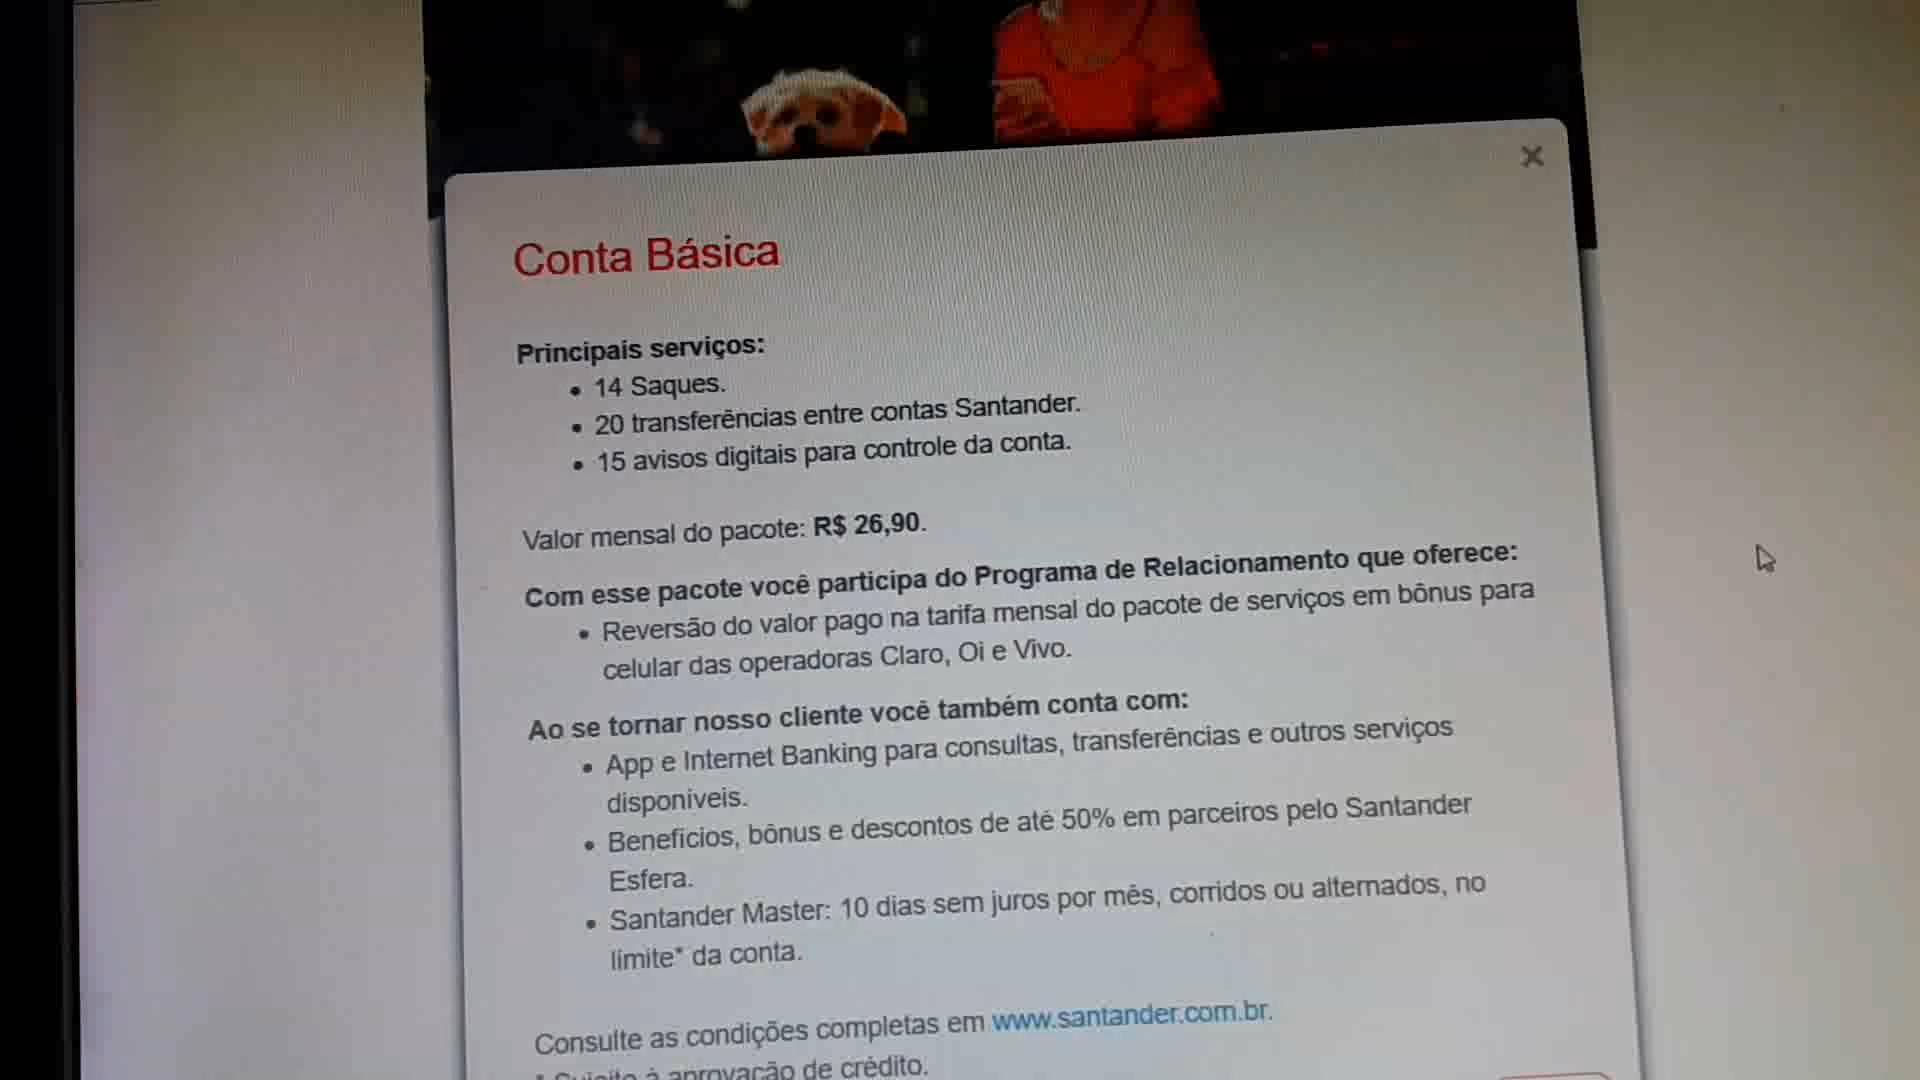 Conta Básica
Principais serviços:
• 14 Saques.
• 20 transferências entre contas Santander.
• 15 avisos digitais para controle da conta.
Valor mensal do pacote: R$ 26,90.
Com esse pacote você participa do Programa de Relacionamento que oferece:
• Reversão do valor pago na tarifa mensal do pacote de serviços em bônus para
celular das operadoras Claro, Oi e Vivo.
Ao se tornar nosso cliente você também conta com:
• App e Internet Banking para consultas, transferências e outros serviços
disponíveis.
• Benefícios, bônus e descontos de até 50% em parceiros pelo Santander
Esfera.
• Santander Master: 10 dias sem juros por mês, corridos ou alternados, no
limite* da conta.
Consulte as condições completas em www.santander.com.br.
* Sujeito à aprovação de crédito.